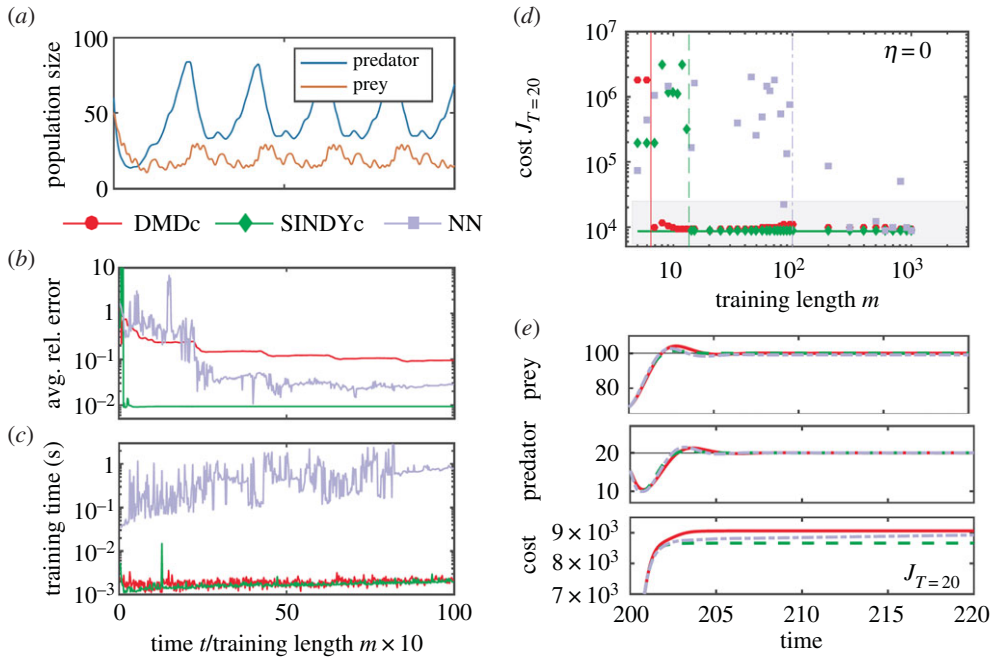 (a)
100
50
0
population size
predator
prey
DMDc
SINDYc
NN
(b)
10
1
10⁻¹
10⁻²
avg. rel. error
(c)
1
10⁻¹
10⁻²
10⁻³
training time (s)
0
50
100
time t/training length m × 10
(d)
η = 0
10⁷
10⁶
10⁵
10⁴
cost J_{T = 20}
10
10²
10³
training length m
(e)
100
80
prey
20
10
predator
9 × 10³
8 × 10³
7 × 10³
cost
J_{T = 20}
200
205
210
215
220
time